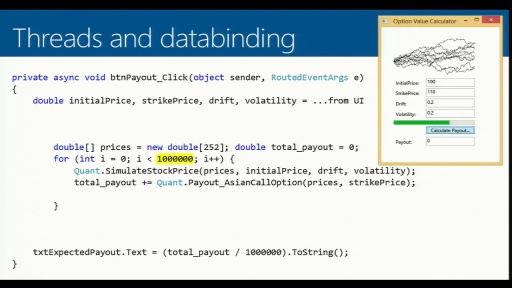 Threads and databinding
private async void btnPayout_Click(object sender, RoutedEventArgs e)
{
double initialPrice, strikePrice, drift, volatility = ...from UI
double[] prices = new double[252]; double total_payout = 0;
for (int i = 0; i < 1000000; i++) {
Quant.SimulateStockPrice(prices, initialPrice, drift, volatility);
total_payout += Quant.Payout_AsianCallOption(prices, strikePrice);
}
txtExpectedPayout.Text = (total_payout / 1000000).ToString();
}
Option Value Calculator
InitialPrice: 100
StrikePrice: 110
Drift: 0.2
Volatility: 0.2
Calculate Payout...
Payout: 0